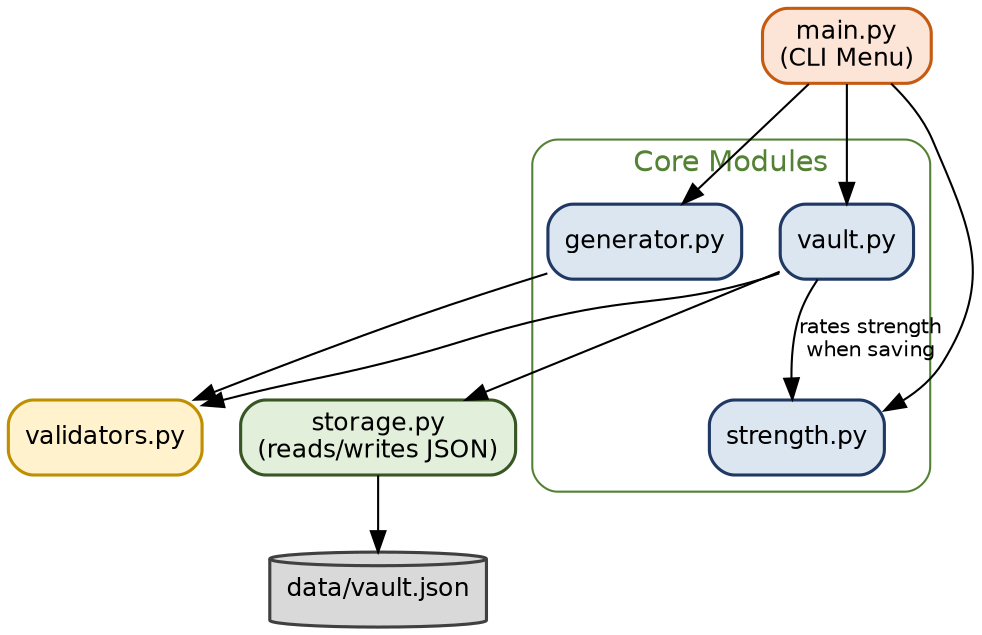 main.py
(CLI Menu)
Core Modules
generator.py
vault.py
rates strength
when saving
validators.py
storage.py
(reads/writes JSON)
strength.py
data/vault.json